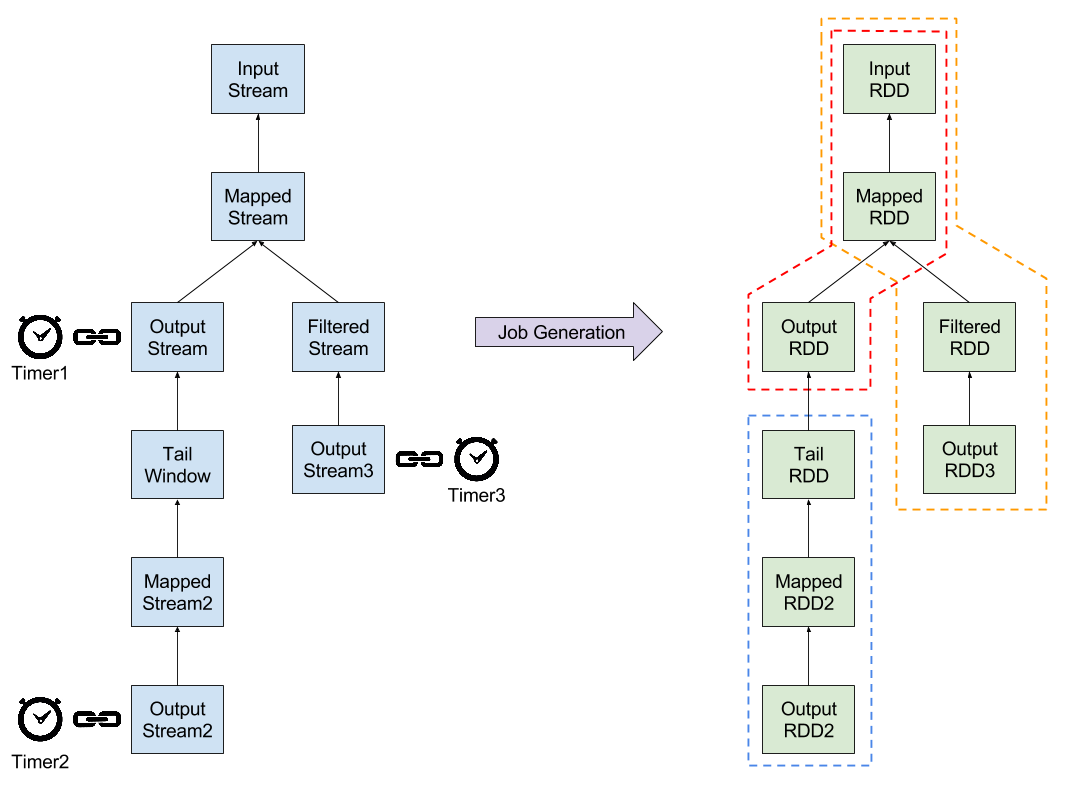 Input
Stream
Mapped
Stream
Output
Stream
Filtered
Stream
Timer1
Tail
Window
Output
Stream3
Timer3
Mapped
Stream2
Output
Stream2
Timer2
Job Generation
Input
RDD
Mapped
RDD
Output
RDD
Filtered
RDD
Tail
RDD
Output
RDD3
Mapped
RDD2
Output
RDD2